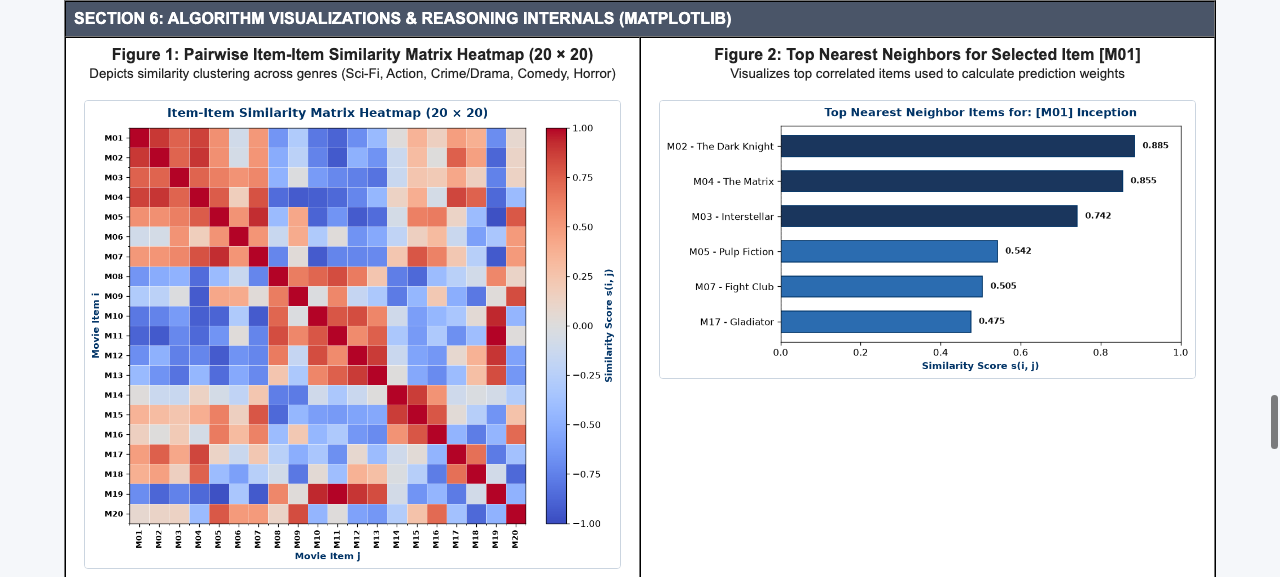 SECTION 6: ALGORITHM VISUALIZATIONS & REASONING INTERNALS (MATPLOTLIB)
Figure 1: Pairwise Item-Item Similarity Matrix Heatmap (20 × 20)
Depicts similarity clustering across genres (Sci-Fi, Action, Crime/Drama, Comedy, Horror)
Item-Item Similarity Matrix Heatmap (20 × 20)
Movie Item i
M01
M02
M03
M04
M05
M06
M07
M08
M09
M10
M11
M12
M13
M14
M15
M16
M17
M18
M19
M20
M01 M02 M03 M04 M05 M06 M07 M08 M09 M10 M11 M12 M13 M14 M15 M16 M17 M18 M19 M20
Movie Item j
1.00
0.75
0.50
0.25
0.00
−0.25
−0.50
−0.75
−1.00
Similarity Score s(i, j)
Figure 2: Top Nearest Neighbors for Selected Item [M01]
Visualizes top correlated items used to calculate prediction weights
Top Nearest Neighbor Items for: [M01] Inception
M02 - The Dark Knight 0.885
M04 - The Matrix 0.855
M03 - Interstellar 0.742
M05 - Pulp Fiction 0.542
M07 - Fight Club 0.505
M17 - Gladiator 0.475
0.0 0.2 0.4 0.6 0.8 1.0
Similarity Score s(i, j)